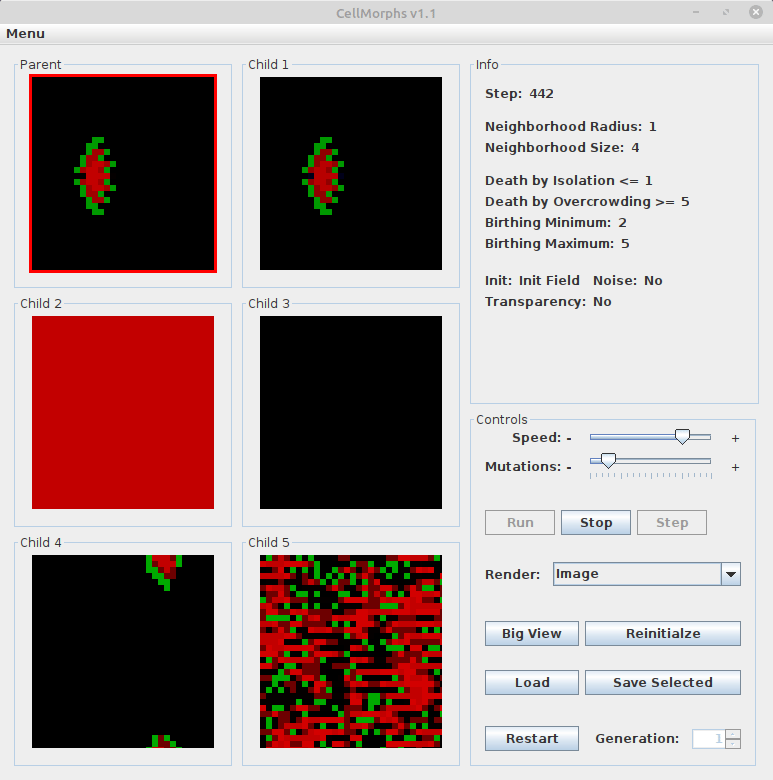 CellMorphs v1.1
Menu
Parent
Child 1
Child 2
Child 3
Child 4
Child 5
Info
Step: 442
Neighborhood Radius: 1
Neighborhood Size: 4
Death by Isolation <= 1
Death by Overcrowding >= 5
Birthing Minimum: 2
Birthing Maximum: 5
Init: Init Field Noise: No
Transparency: No
Controls
Speed: - +
Mutations: - +
Run Stop Step
Render: Image
Big View Reinitialze
Load Save Selected
Restart Generation: 1